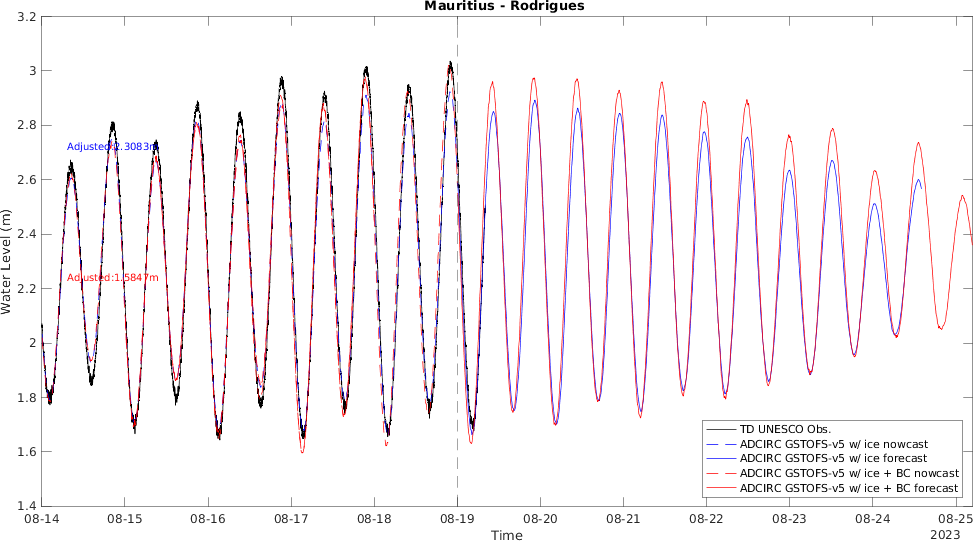 Mauritius - Rodrigues
3.2
3
2.8
2.6
2.4
2.2
2
1.8
1.6
1.4
Water Level (m)
Adjusted:2.3083m
Adjusted:1.5847m
TD UNESCO Obs.
ADCIRC GSTOFS-v5 w/ ice nowcast
ADCIRC GSTOFS-v5 w/ ice forecast
ADCIRC GSTOFS-v5 w/ ice + BC nowcast
ADCIRC GSTOFS-v5 w/ ice + BC forecast
08-14 08-15 08-16 08-17 08-18 08-19 08-20 08-21 08-22 08-23 08-24 08-25
Time
2023